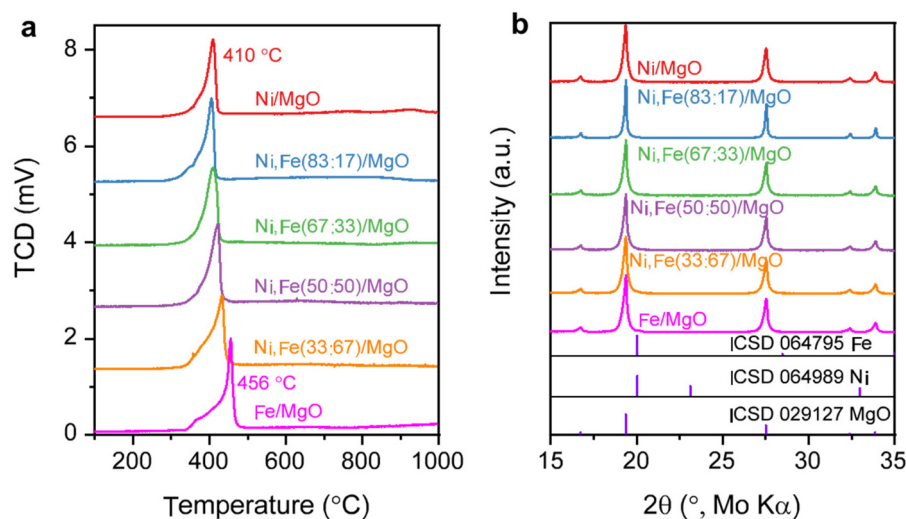 a
TCD (mV)
8
6
4
2
0
410 °C
Ni/MgO
Ni,Fe(83:17)/MgO
Ni,Fe(67:33)/MgO
Ni,Fe(50:50)/MgO
Ni,Fe(33:67)/MgO
456 °C
Fe/MgO
200 400 600 800 1000
Temperature (°C)
b
Intensity (a.u.)
Ni/MgO
Ni,Fe(83:17)/MgO
Ni,Fe(67:33)/MgO
Ni,Fe(50:50)/MgO
Ni,Fe(33:67)/MgO
Fe/MgO
ICSD 064795 Fe
ICSD 064989 Ni
ICSD 029127 MgO
15 20 25 30 35
2θ (°, Mo Kα)